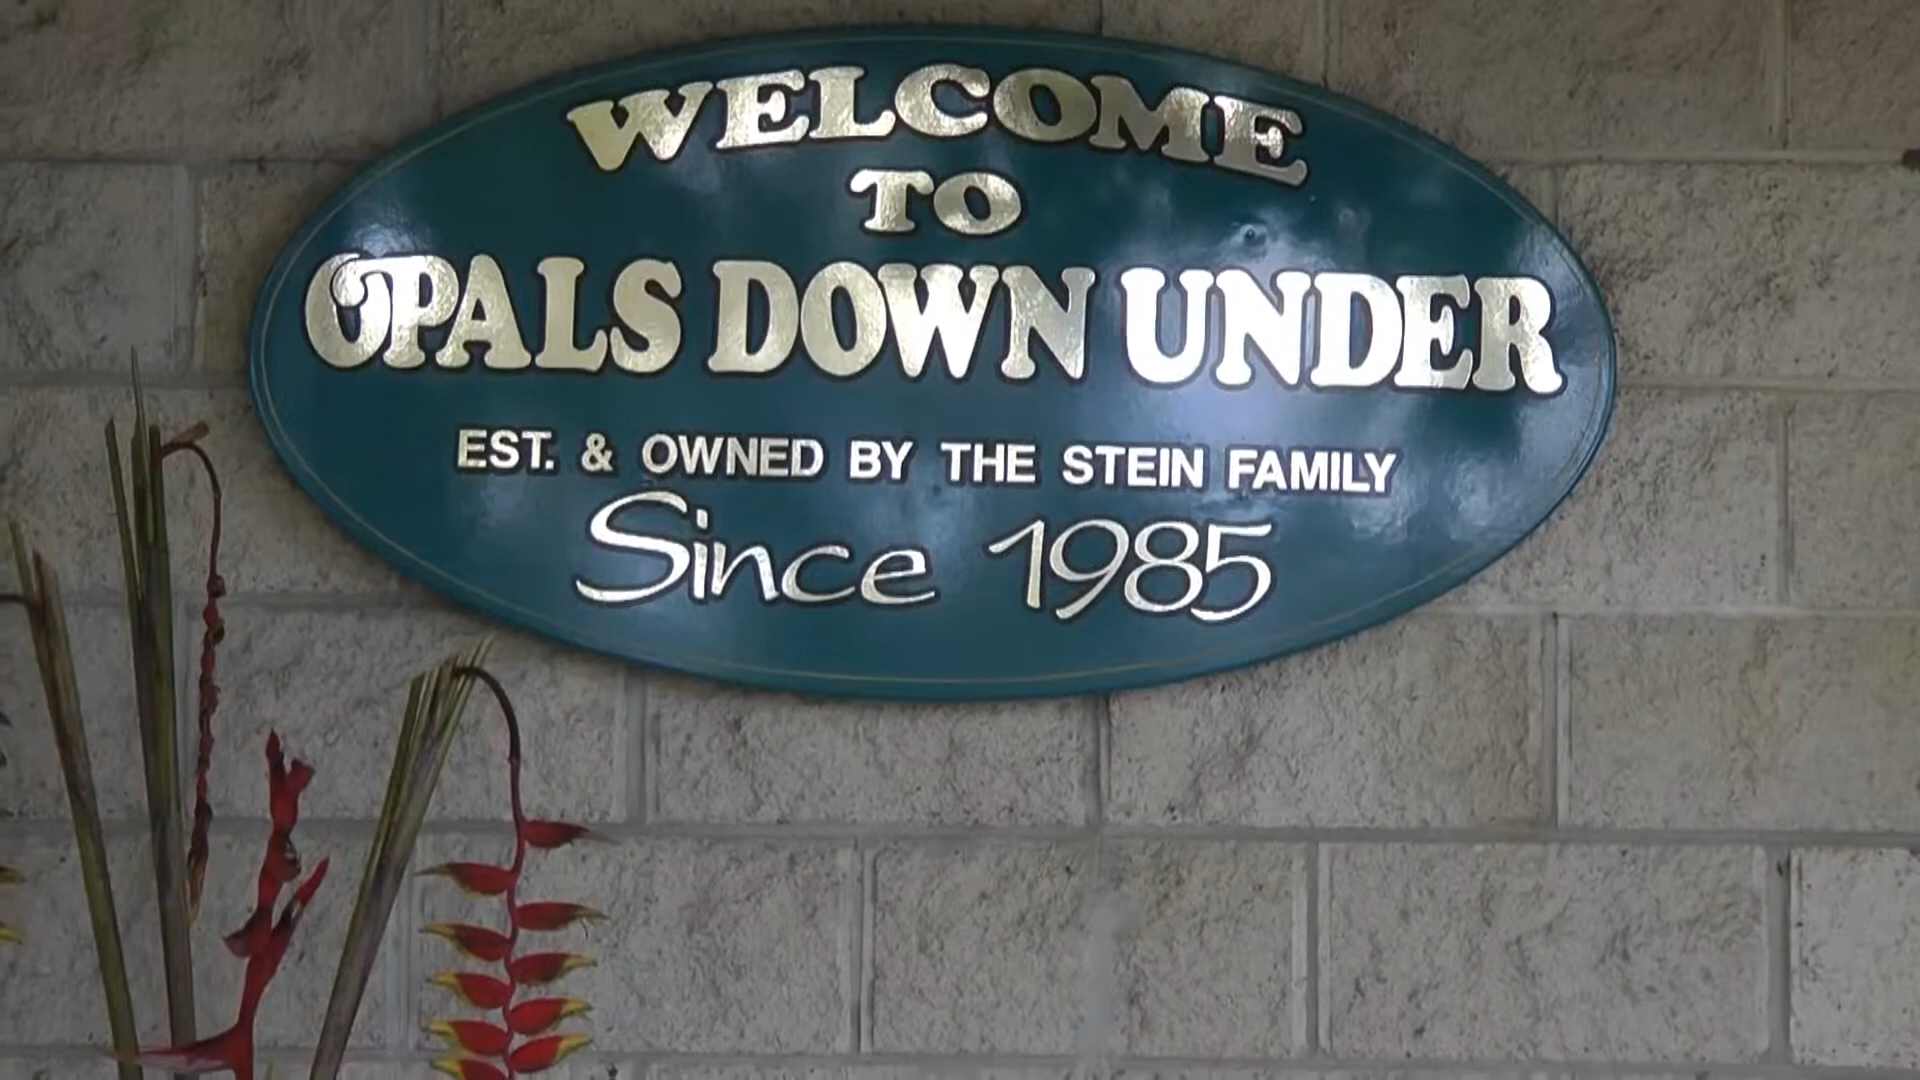 WELCOME
TO
OPALS DOWN UNDER
EST. & OWNED BY THE STEIN FAMILY
Since 1985